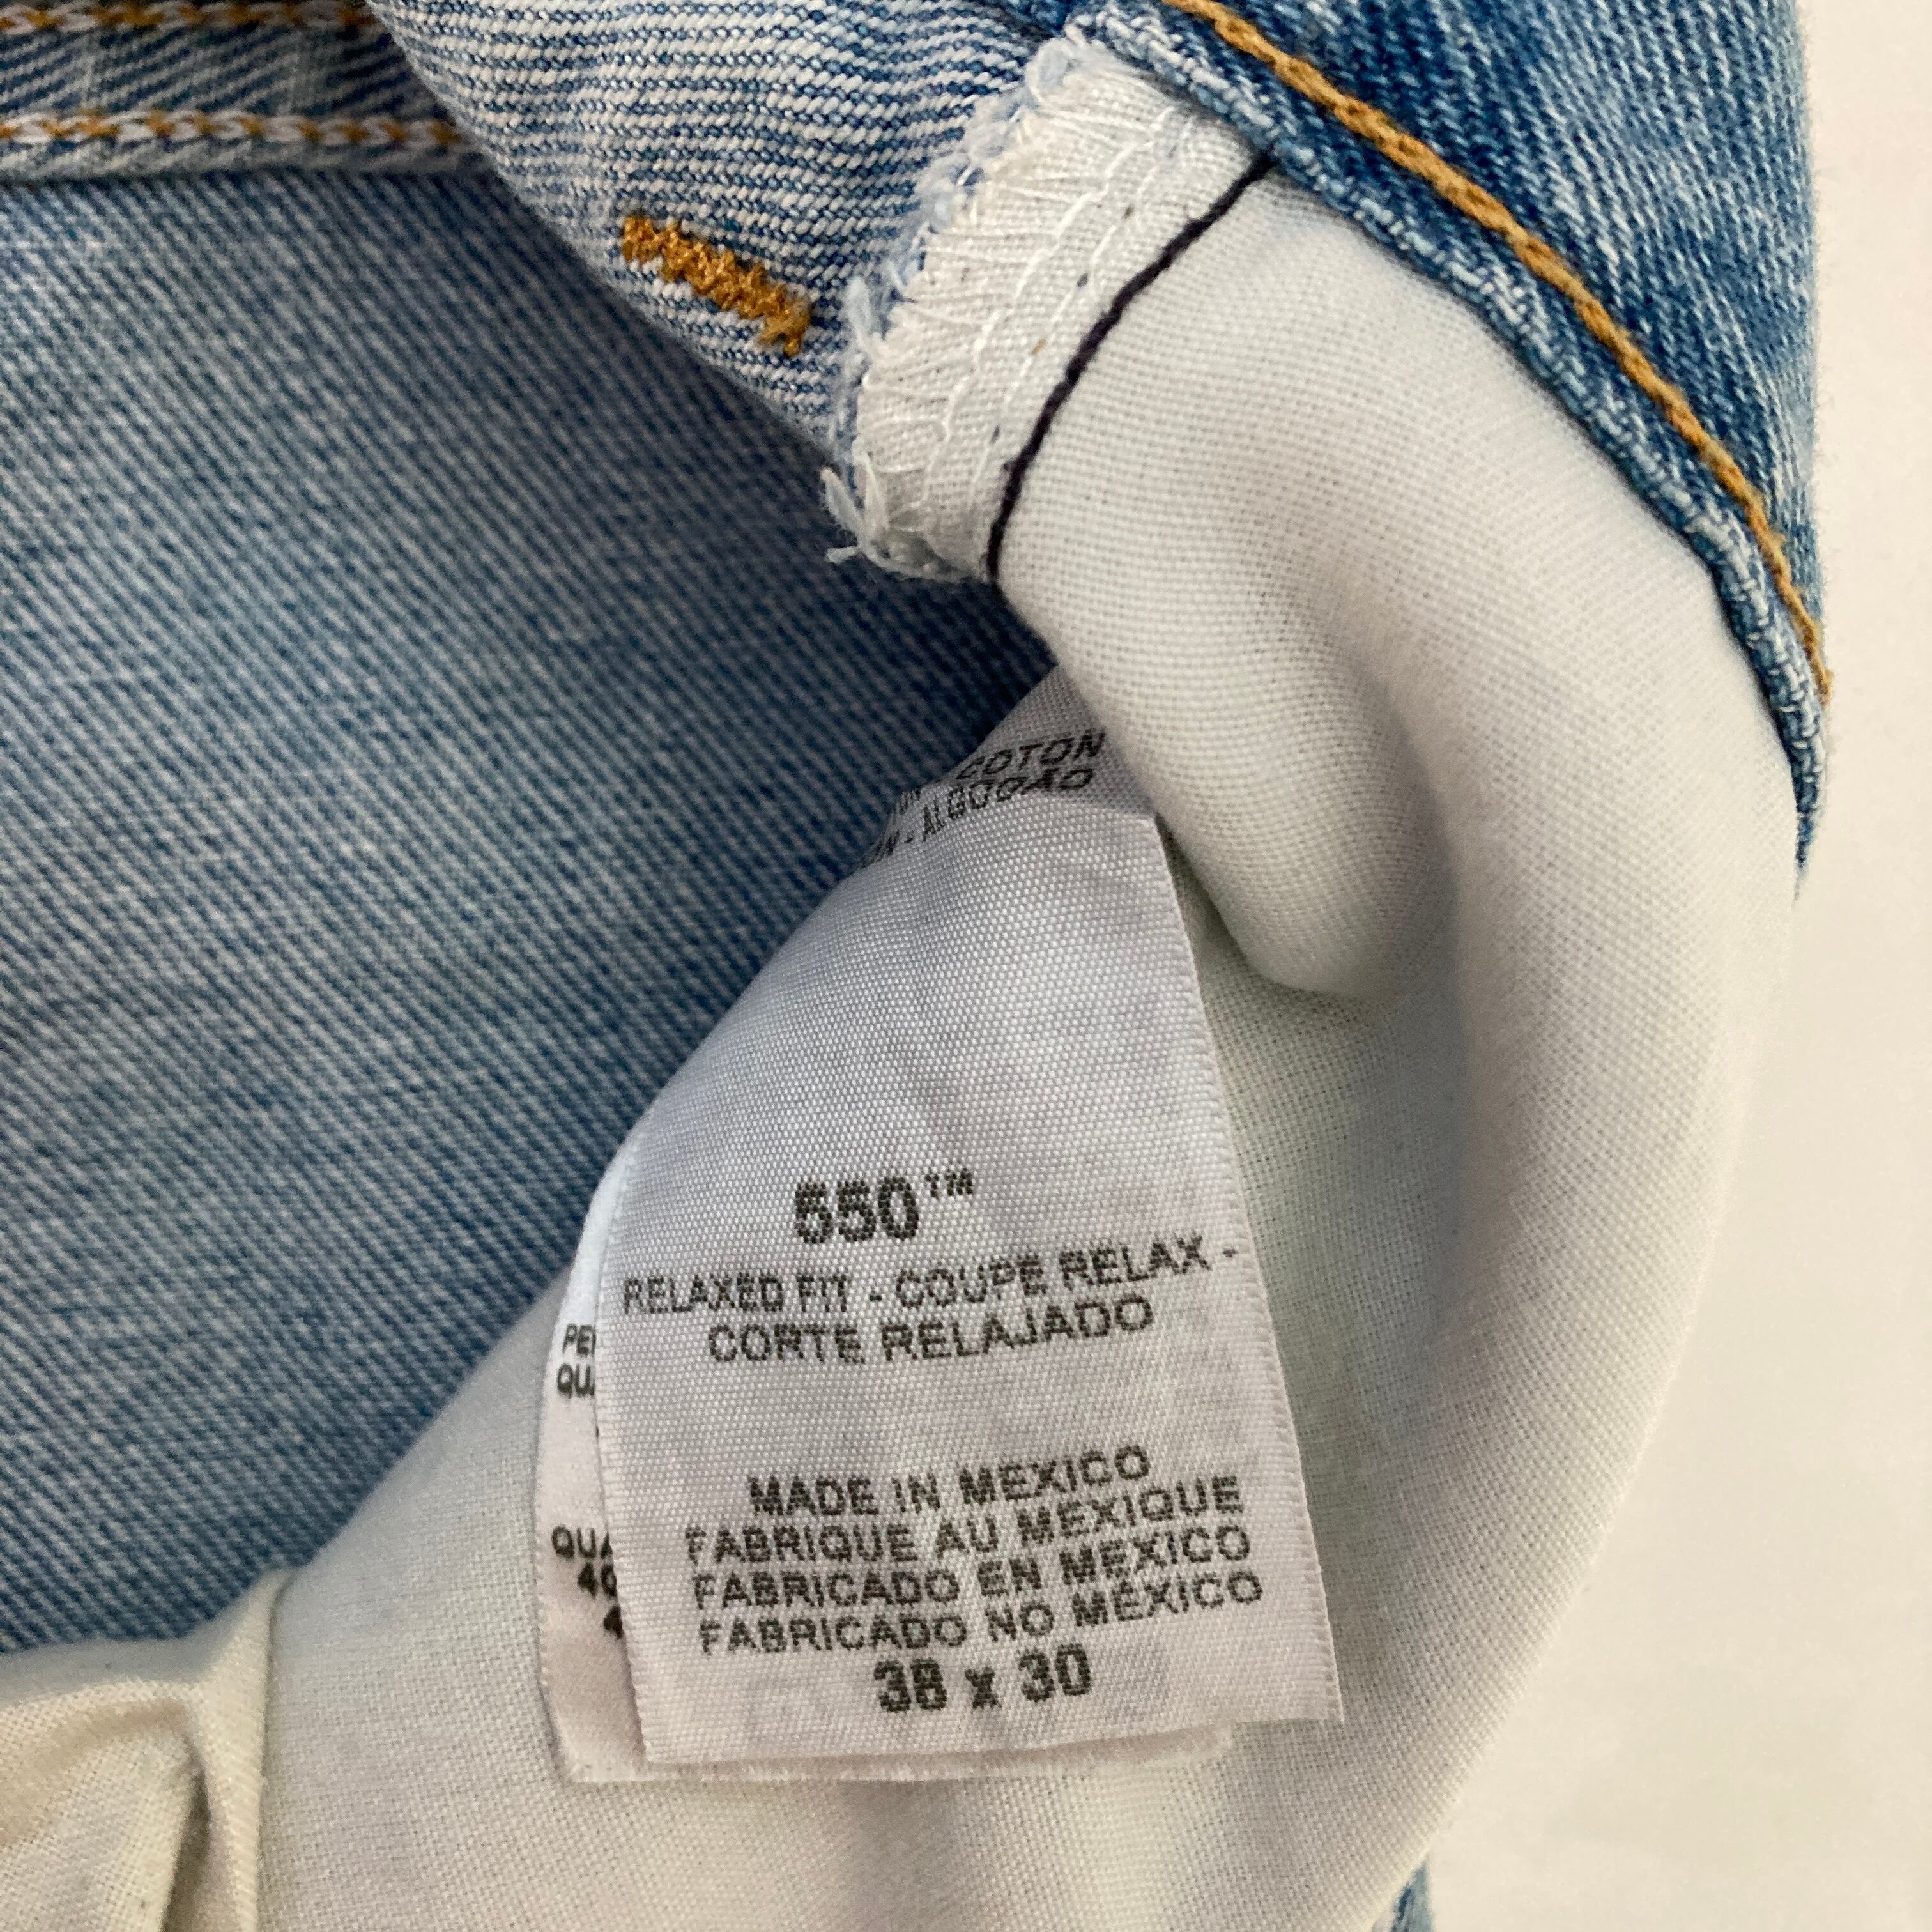 COTON
- ALGODÃO
550™
RELAXED FIT - COUPE RELAX -
CORTE RELAJADO
MADE IN MEXICO
FABRIQUE AU MEXIQUE
FABRICADO EN MEXICO
FABRICADO NO MÉXICO
38 x 30